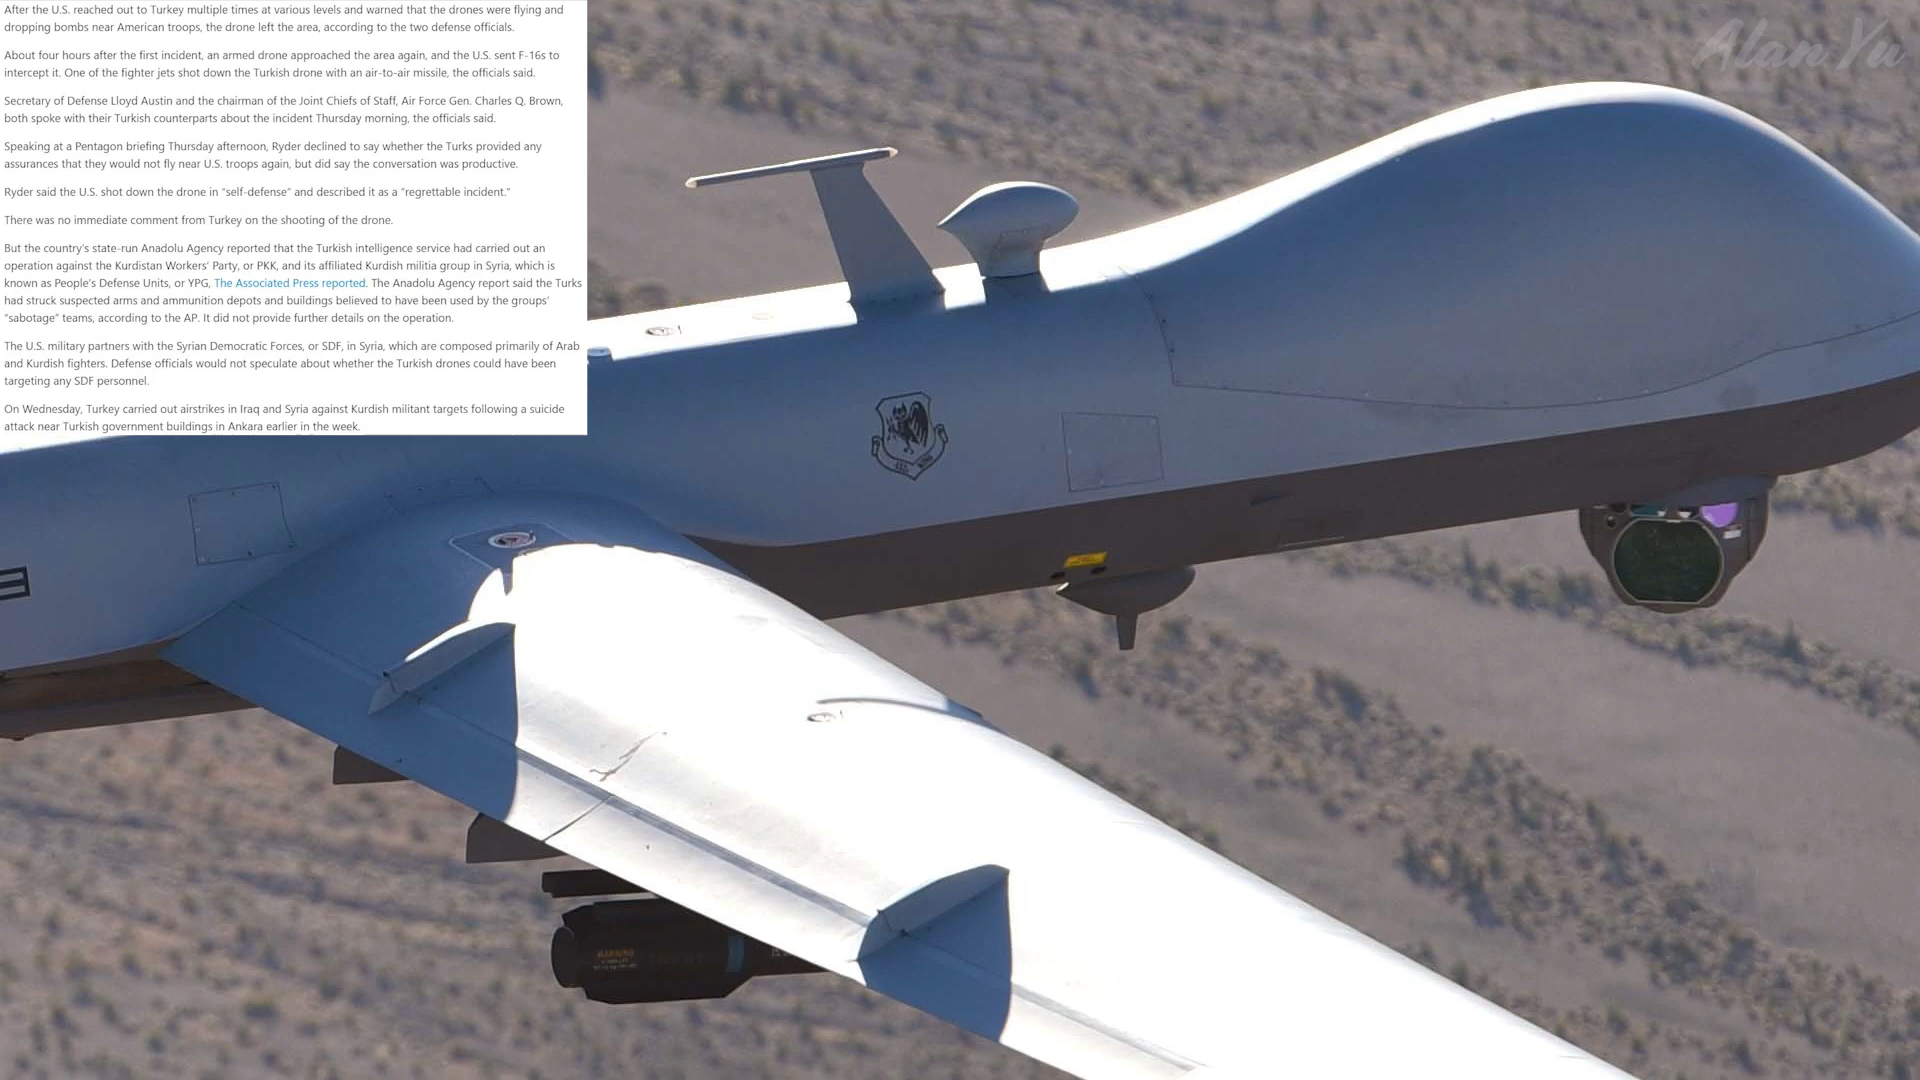 After the U.S. reached out to Turkey multiple times at various levels and warned that the drones were flying and
dropping bombs near American troops, the drone left the area, according to the two defense officials.
About four hours after the first incident, an armed drone approached the area again, and the U.S. sent F-16s to
intercept it. One of the fighter jets shot down the Turkish drone with an air-to-air missile, the officials said.
Secretary of Defense Lloyd Austin and the chairman of the Joint Chiefs of Staff, Air Force Gen. Charles Q. Brown,
both spoke with their Turkish counterparts about the incident Thursday morning, the officials said.
Speaking at a Pentagon briefing Thursday afternoon, Ryder declined to say whether the Turks provided any
assurances that they would not fly near U.S. troops again, but did say the conversation was productive.
Ryder said the U.S. shot down the drone in “self-defense” and described it as a “regrettable incident.”
There was no immediate comment from Turkey on the shooting of the drone.
But the country’s state-run Anadolu Agency reported that the Turkish intelligence service had carried out an
operation against the Kurdistan Workers’ Party, or PKK, and its affiliated Kurdish militia group in Syria, which is
known as People’s Defense Units, or YPG, The Associated Press reported. The Anadolu Agency report said the Turks
had struck suspected arms and ammunition depots and buildings believed to have been used by the groups’
“sabotage” teams, according to the AP. It did not provide further details on the operation.
The U.S. military partners with the Syrian Democratic Forces, or SDF, in Syria, which are composed primarily of Arab
and Kurdish fighters. Defense officials would not speculate about whether the Turkish drones could have been
targeting any SDF personnel.
On Wednesday, Turkey carried out airstrikes in Iraq and Syria against Kurdish militant targets following a suicide
attack near Turkish government buildings in Ankara earlier in the week.
Alan Yu
WARNING